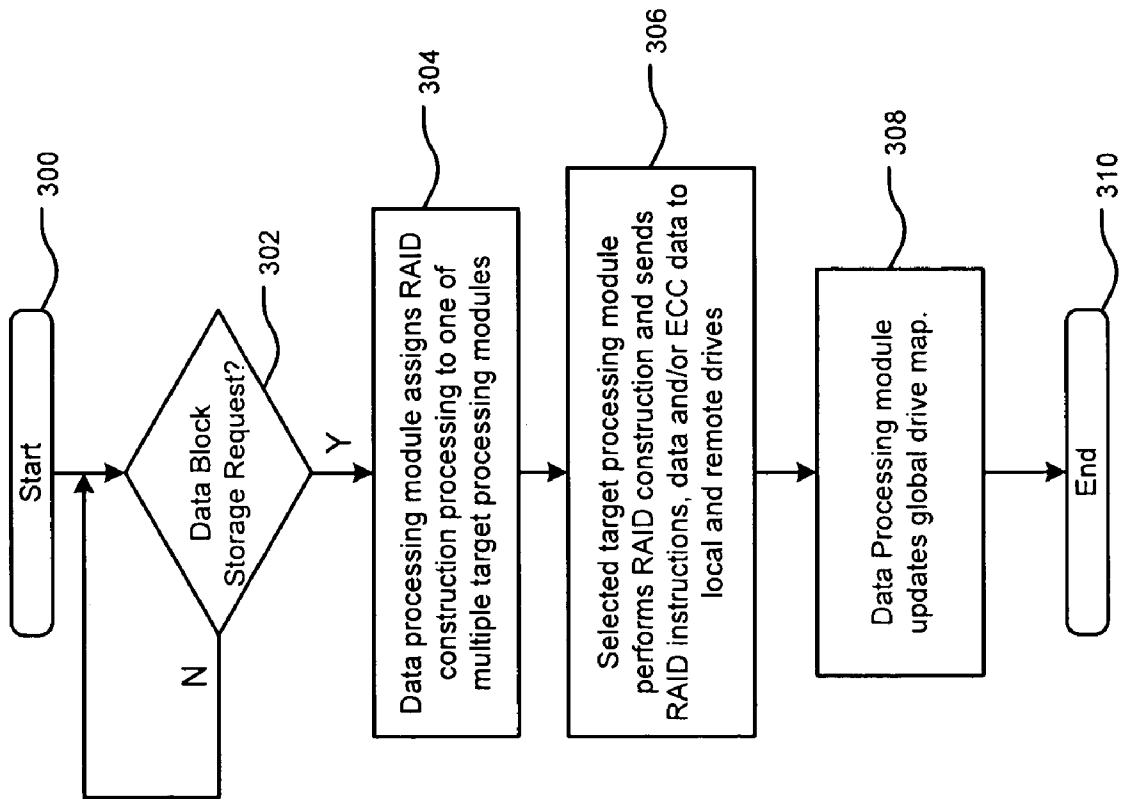 Start
300
Data Block
Storage Request?
302
N
Y
Data processing module assigns RAID
construction processing to one of
multiple target processing modules
304
Selected target processing module
performs RAID construction and sends
RAID instructions, data and/or ECC data to
local and remote drives
306
Data Processing module
updates global drive map.
308
End
310